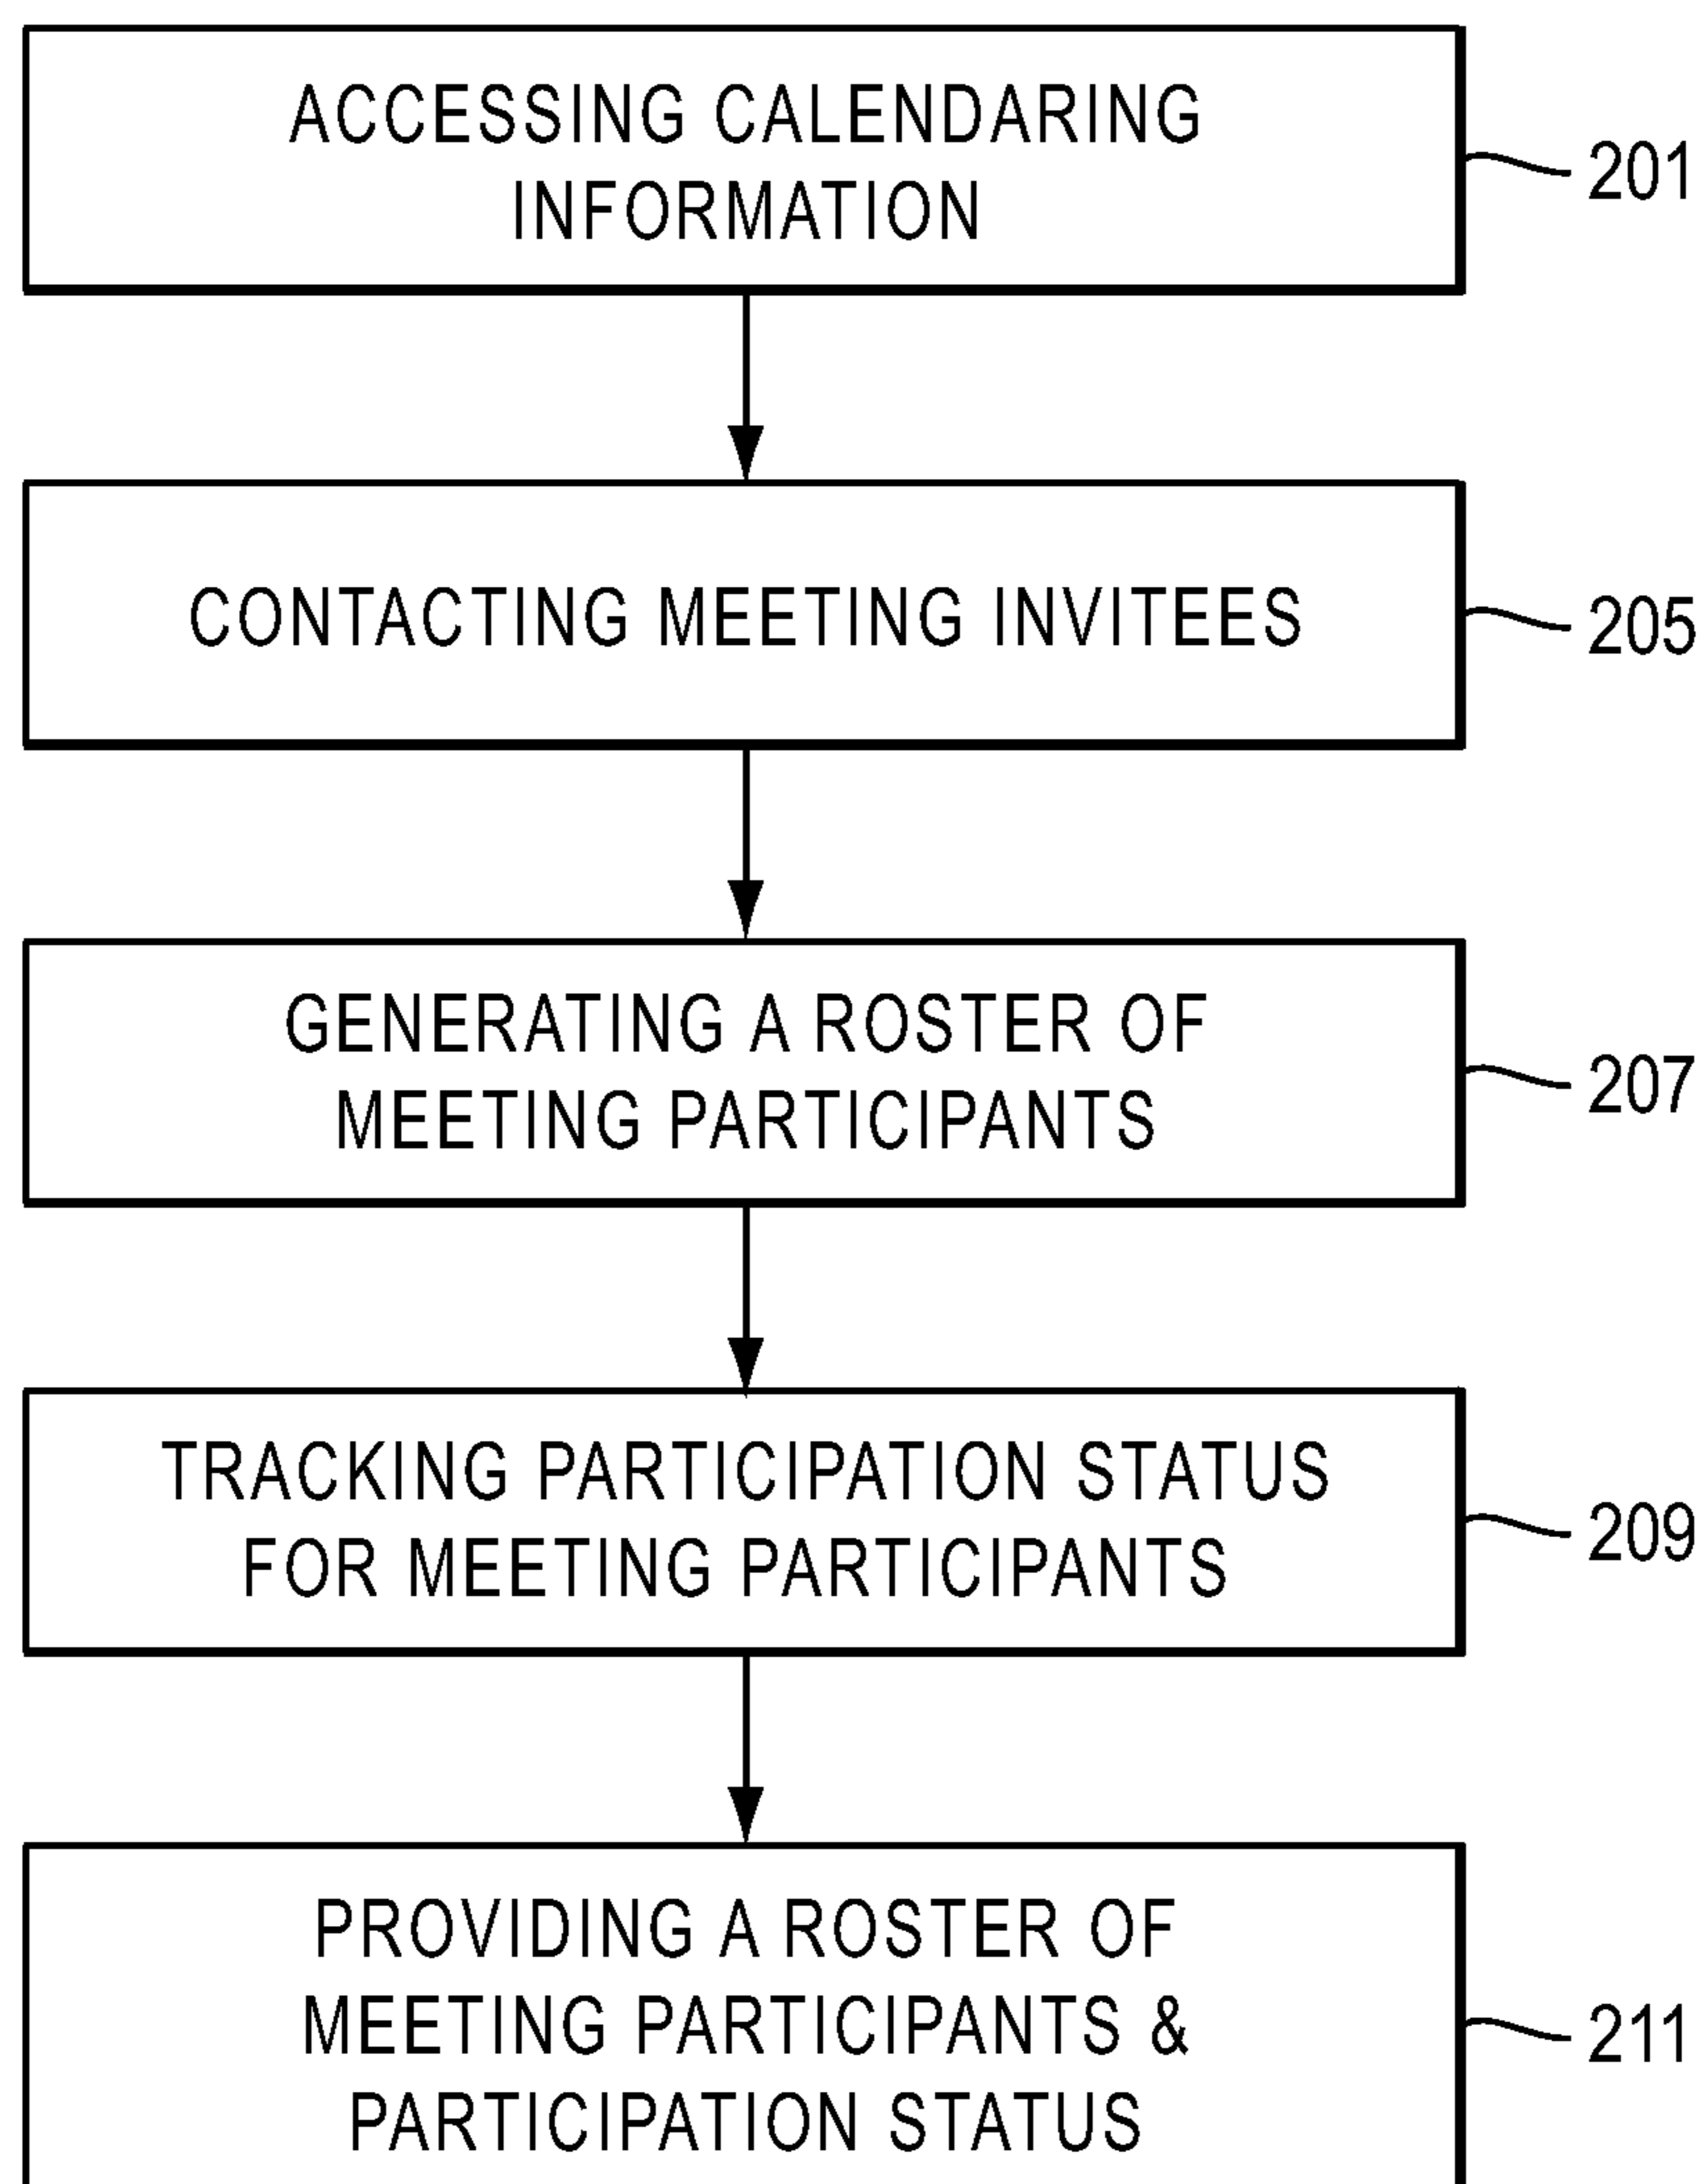 ACCESSING CALENDARING
INFORMATION
201
CONTACTING MEETING INVITEES
205
GENERATING A ROSTER OF
MEETING PARTICIPANTS
207
TRACKING PARTICIPATION STATUS
FOR MEETING PARTICIPANTS
209
PROVIDING A ROSTER OF
MEETING PARTICIPANTS &
PARTICIPATION STATUS
211